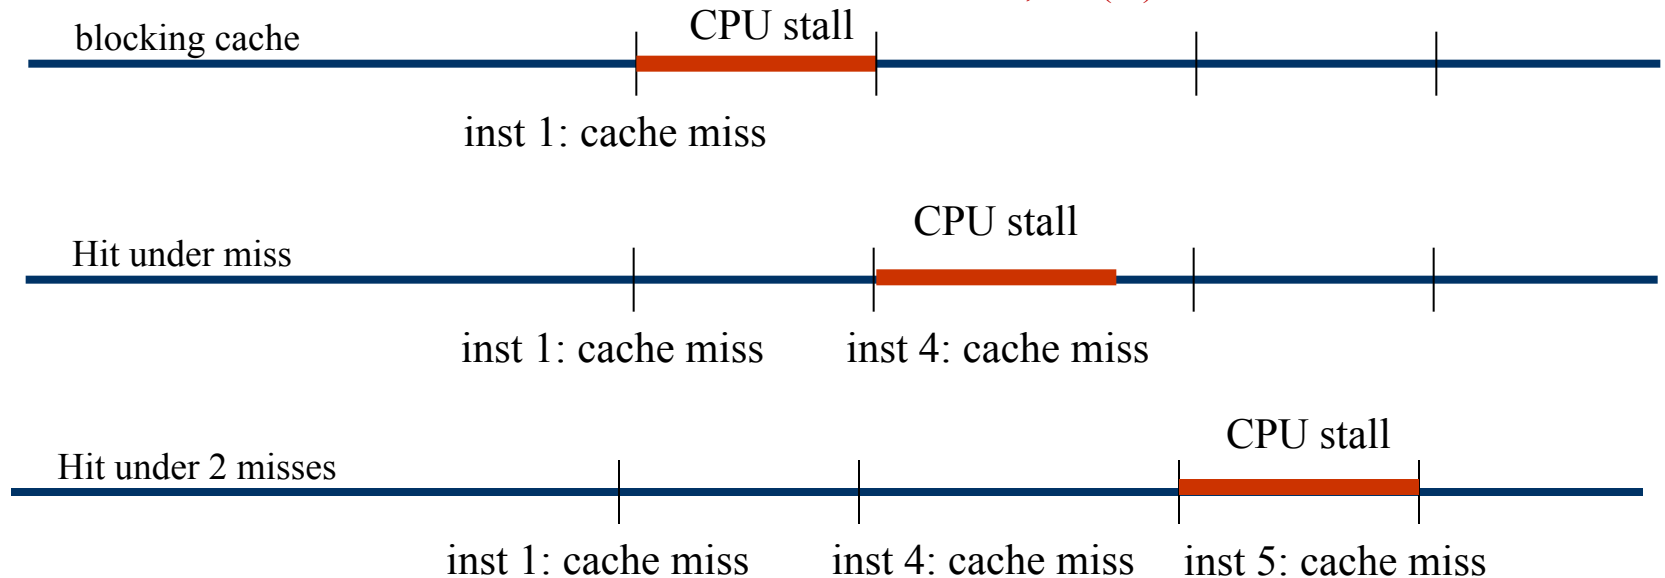 CPU stall
blocking cache
inst 1: cache miss
CPU stall
Hit under miss
inst 1: cache miss inst 4: cache miss
CPU stall
Hit under 2 misses
inst 1: cache miss inst 4: cache miss inst 5: cache miss